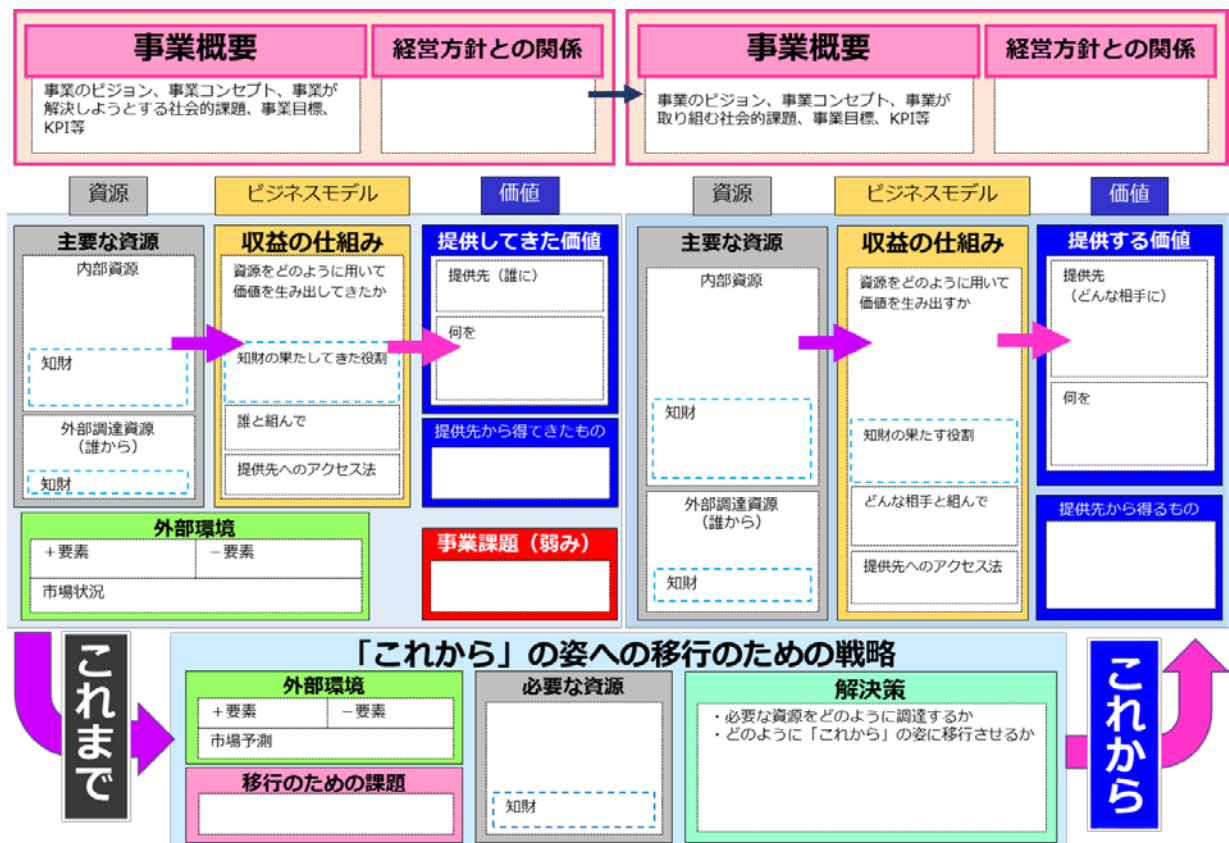 事業概要
経営方針との関係
事業のビジョン、事業コンセプト、事業が
解決しようとする社会的課題、事業目標、
KPI等
事業概要
経営方針との関係
事業のビジョン、事業コンセプト、事業が
取り組む社会的課題、事業目標、KPI等
資源
ビジネスモデル
価値
主要な資源
内部資源
知財
外部調達資源
(誰から)
知財
収益の仕組み
資源をどのように用いて
価値を生み出してきたか
知財の果たしてきた役割
誰と組んで
提供先へのアクセス法
提供してきた価値
提供先(誰に)
何を
提供先から得てきたもの
外部環境
+要素
-要素
市場状況
事業課題(弱み)
資源
ビジネスモデル
価値
主要な資源
内部資源
知財
外部調達資源
(誰から)
知財
収益の仕組み
資源をどのように用いて
価値を生み出すか
知財の果たす役割
どんな相手と組んで
提供先へのアクセス法
提供する価値
提供先
(どんな相手に)
何を
提供先から得るもの
これまで
「これから」の姿への移行のための戦略
外部環境
+要素
-要素
市場予測
移行のための課題
必要な資源
知財
解決策
・必要な資源をどのように調達するか
・どのように「これから」の姿に移行させるか
これから